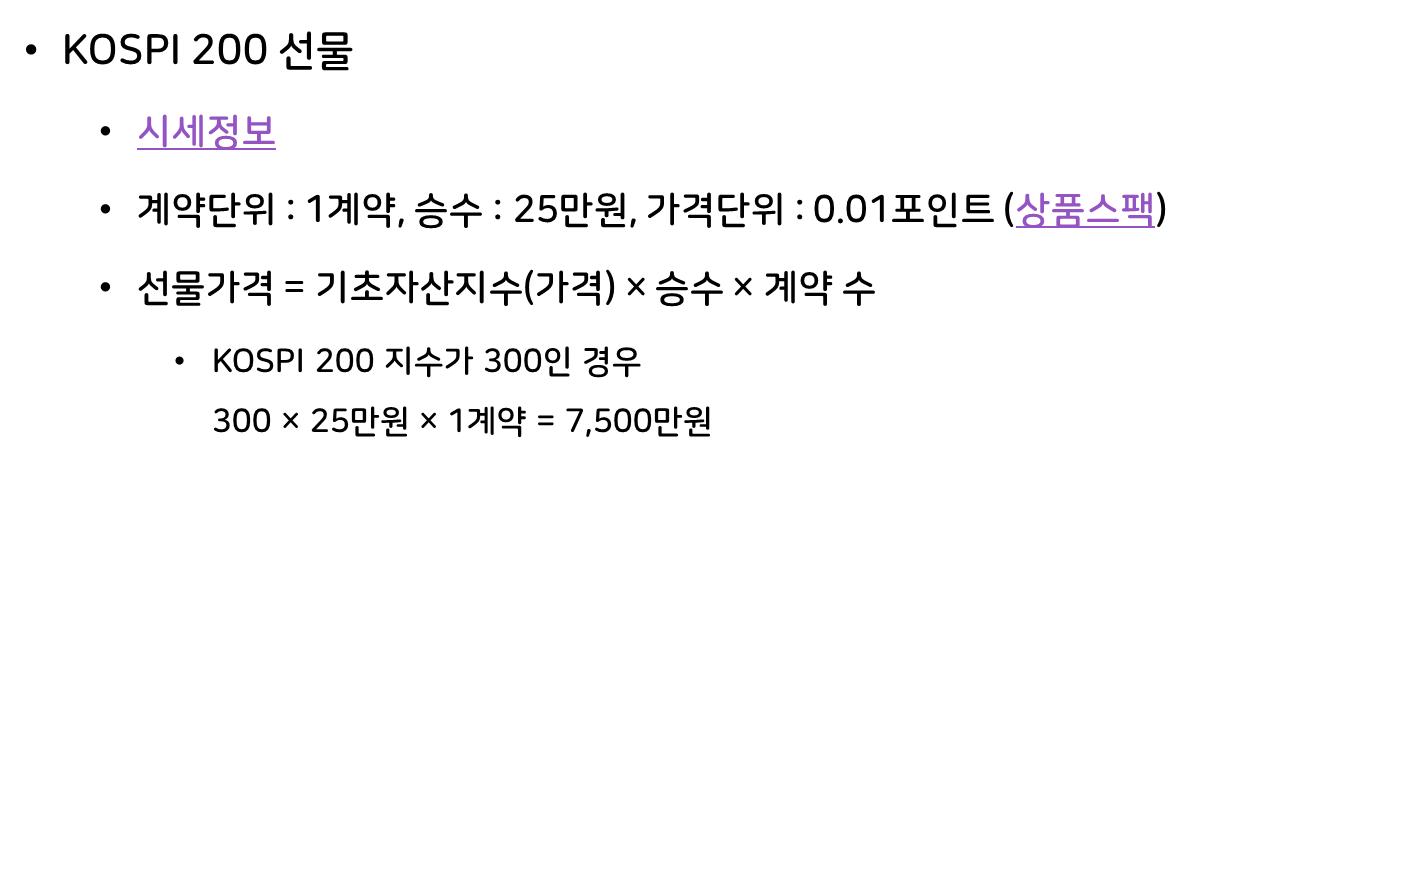 • KOSPI 200 선물
• 시세정보
• 계약단위 : 1계약, 승수 : 25만원, 가격단위 : 0.01포인트 (상품스팩)
• 선물가격 = 기초자산지수(가격) × 승수 × 계약 수
• KOSPI 200 지수가 300인 경우
300 × 25만원 × 1계약 = 7,500만원